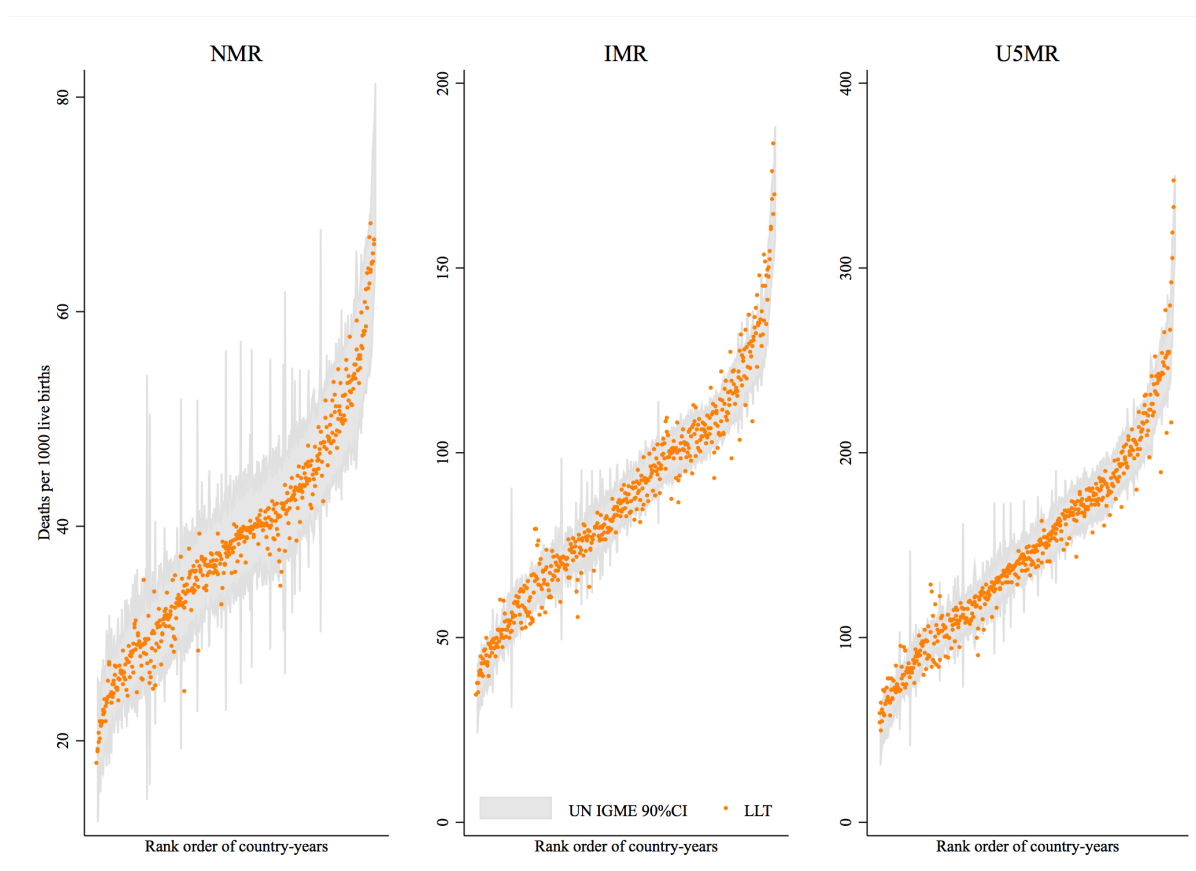 NMR
IMR
U5MR
Deaths per 1000 live births
80
60
40
20
200
150
100
50
0
400
300
200
100
0
UN IGME 90%CI
LLT
Rank order of country-years
Rank order of country-years
Rank order of country-years